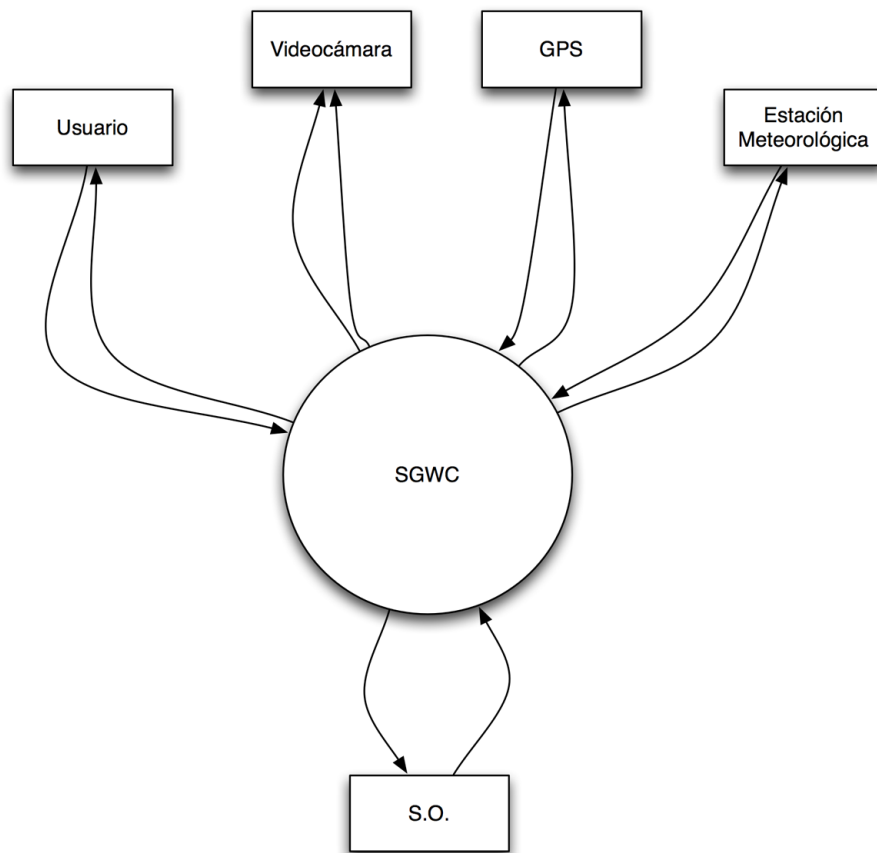 Videocámara
GPS
Usuario
Estación
Meteorológica
SGWC
S.O.